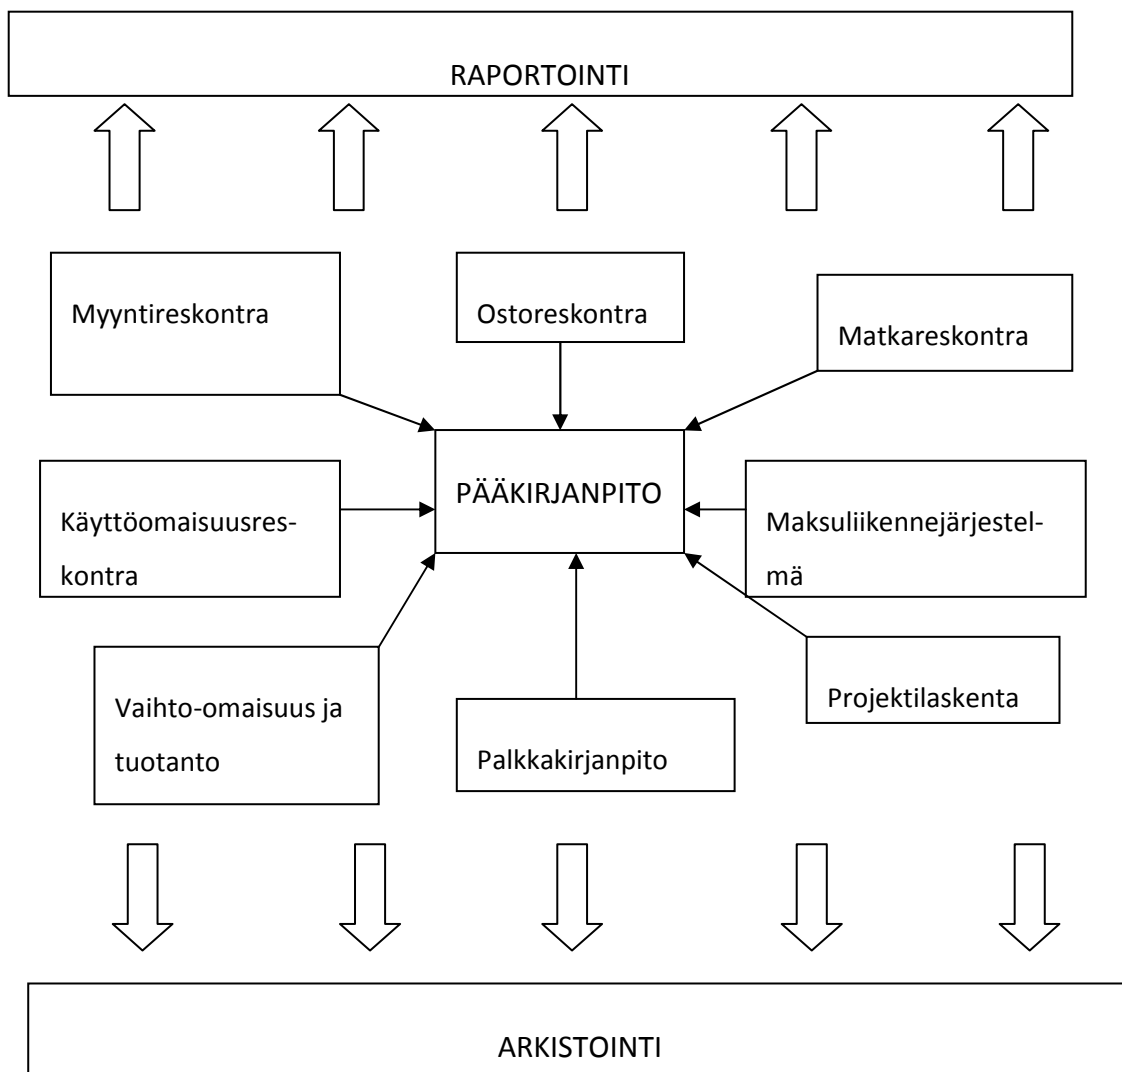 RAPORTOINTI
Myyntireskontra
Ostoreskontra
Matkareskontra
PÄÄKIRJANPITO
Käyttöomaisuusres-
kontra
Maksuliikennejärjestel-
mä
Vaihto-omaisuus ja
tuotanto
Palkkakirjanpito
Projektilaskenta
ARKISTOINTI